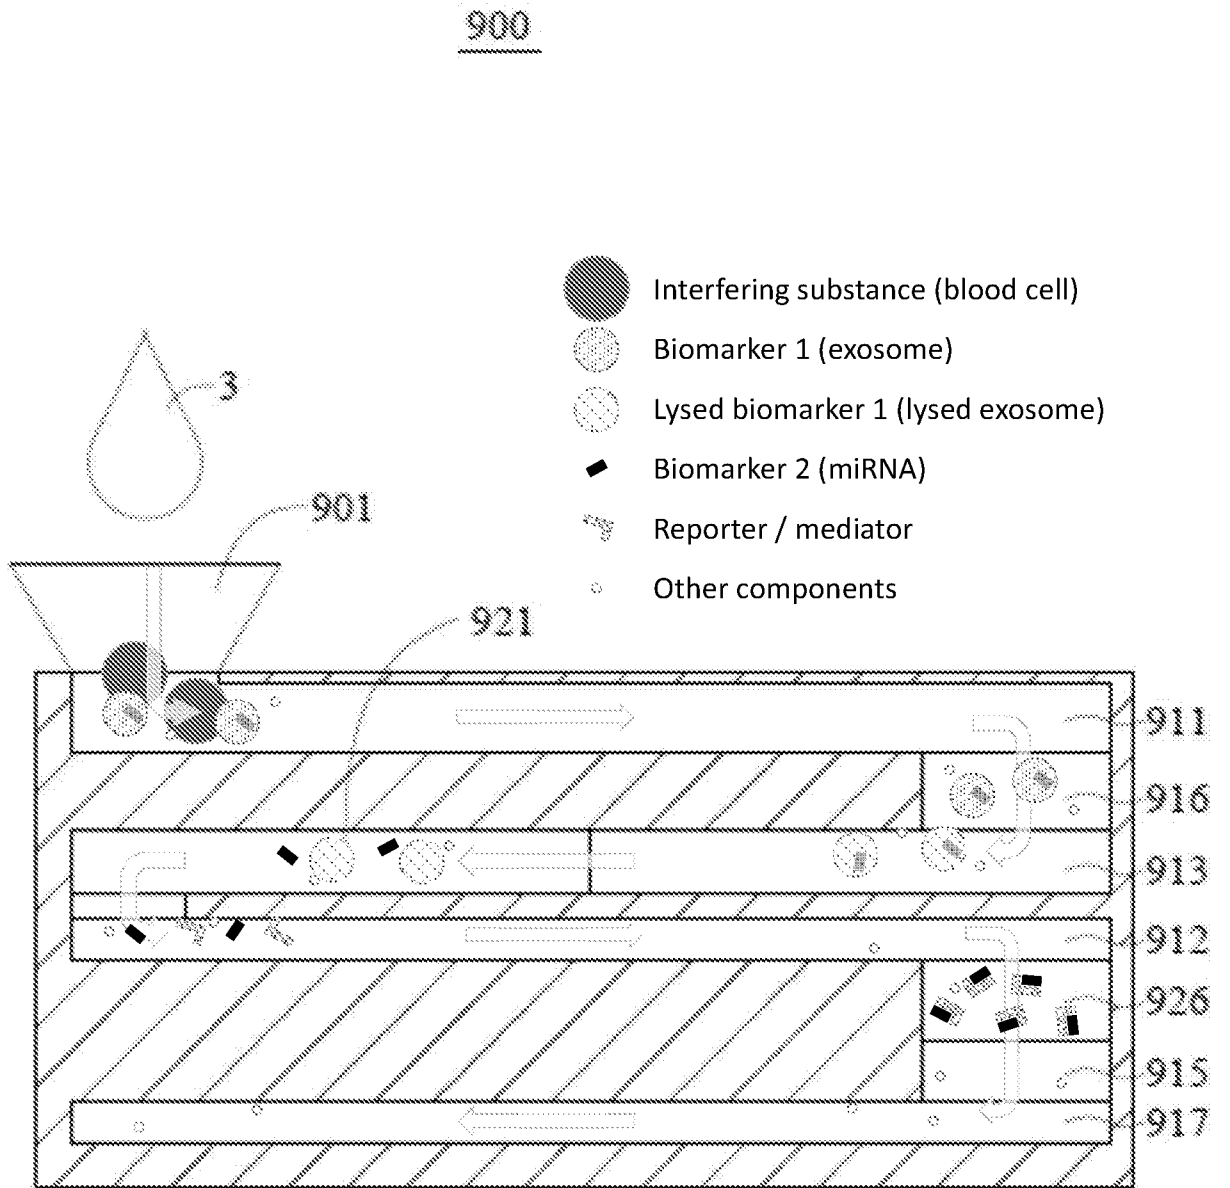 900
Interfering substance (blood cell)
Biomarker 1 (exosome)
Lysed biomarker 1 (lysed exosome)
Biomarker 2 (miRNA)
Reporter / mediator
Other components
3
901
921
911
916
913
912
926
915
917